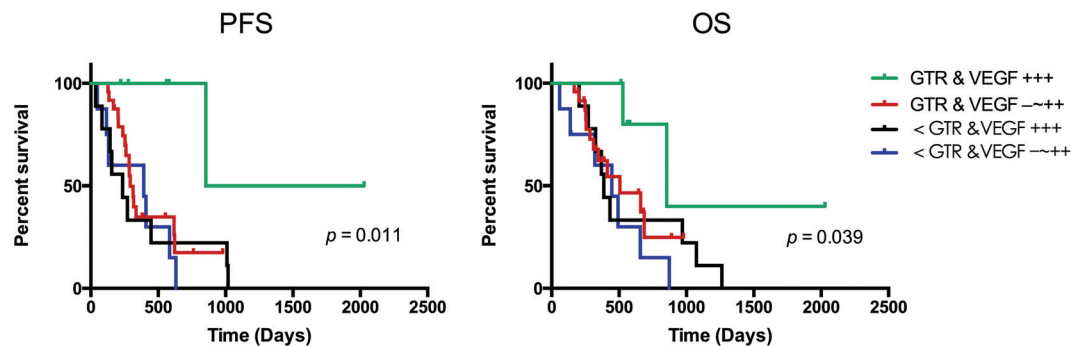 PFS
OS
Percent survival
100
50
0
0
500
1000
1500
2000
2500
Time (Days)
p = 0.011
Percent survival
100
50
0
0
500
1000
1500
2000
2500
Time (Days)
p = 0.039
GTR & VEGF +++
GTR & VEGF –~++
< GTR &VEGF +++
< GTR &VEGF –~++